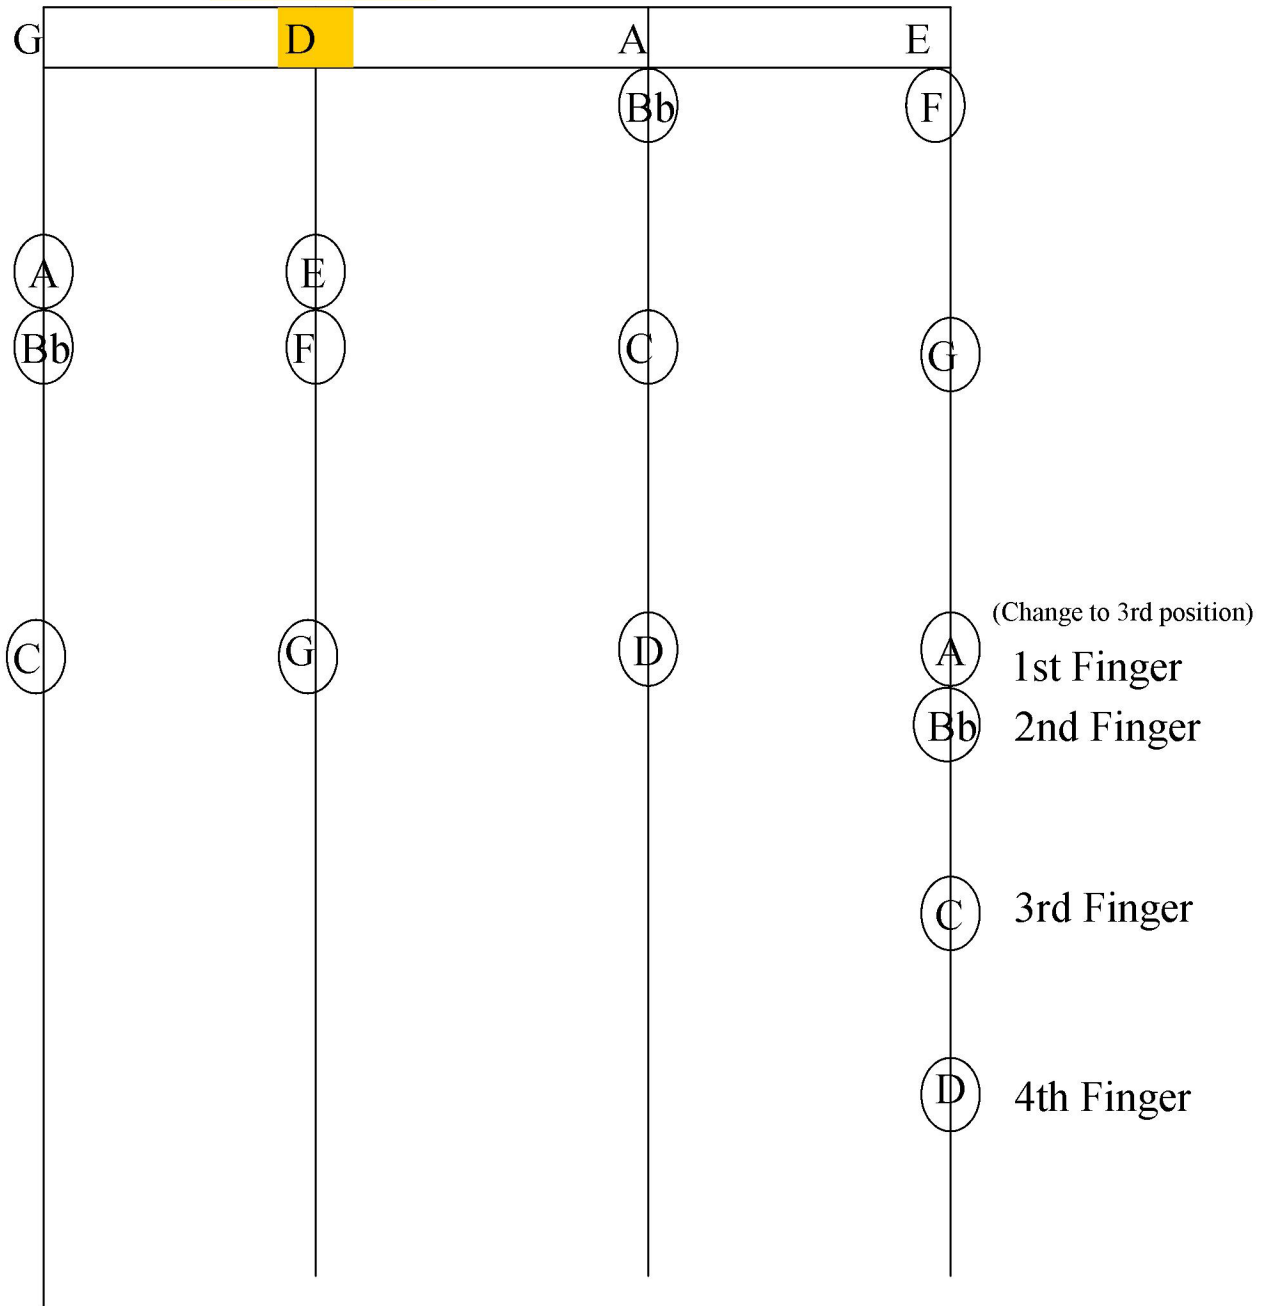 G D A E
Bb F
A E
Bb F C G
(Change to 3rd position)
C G D A 1st Finger
Bb 2nd Finger
C 3rd Finger
D 4th Finger